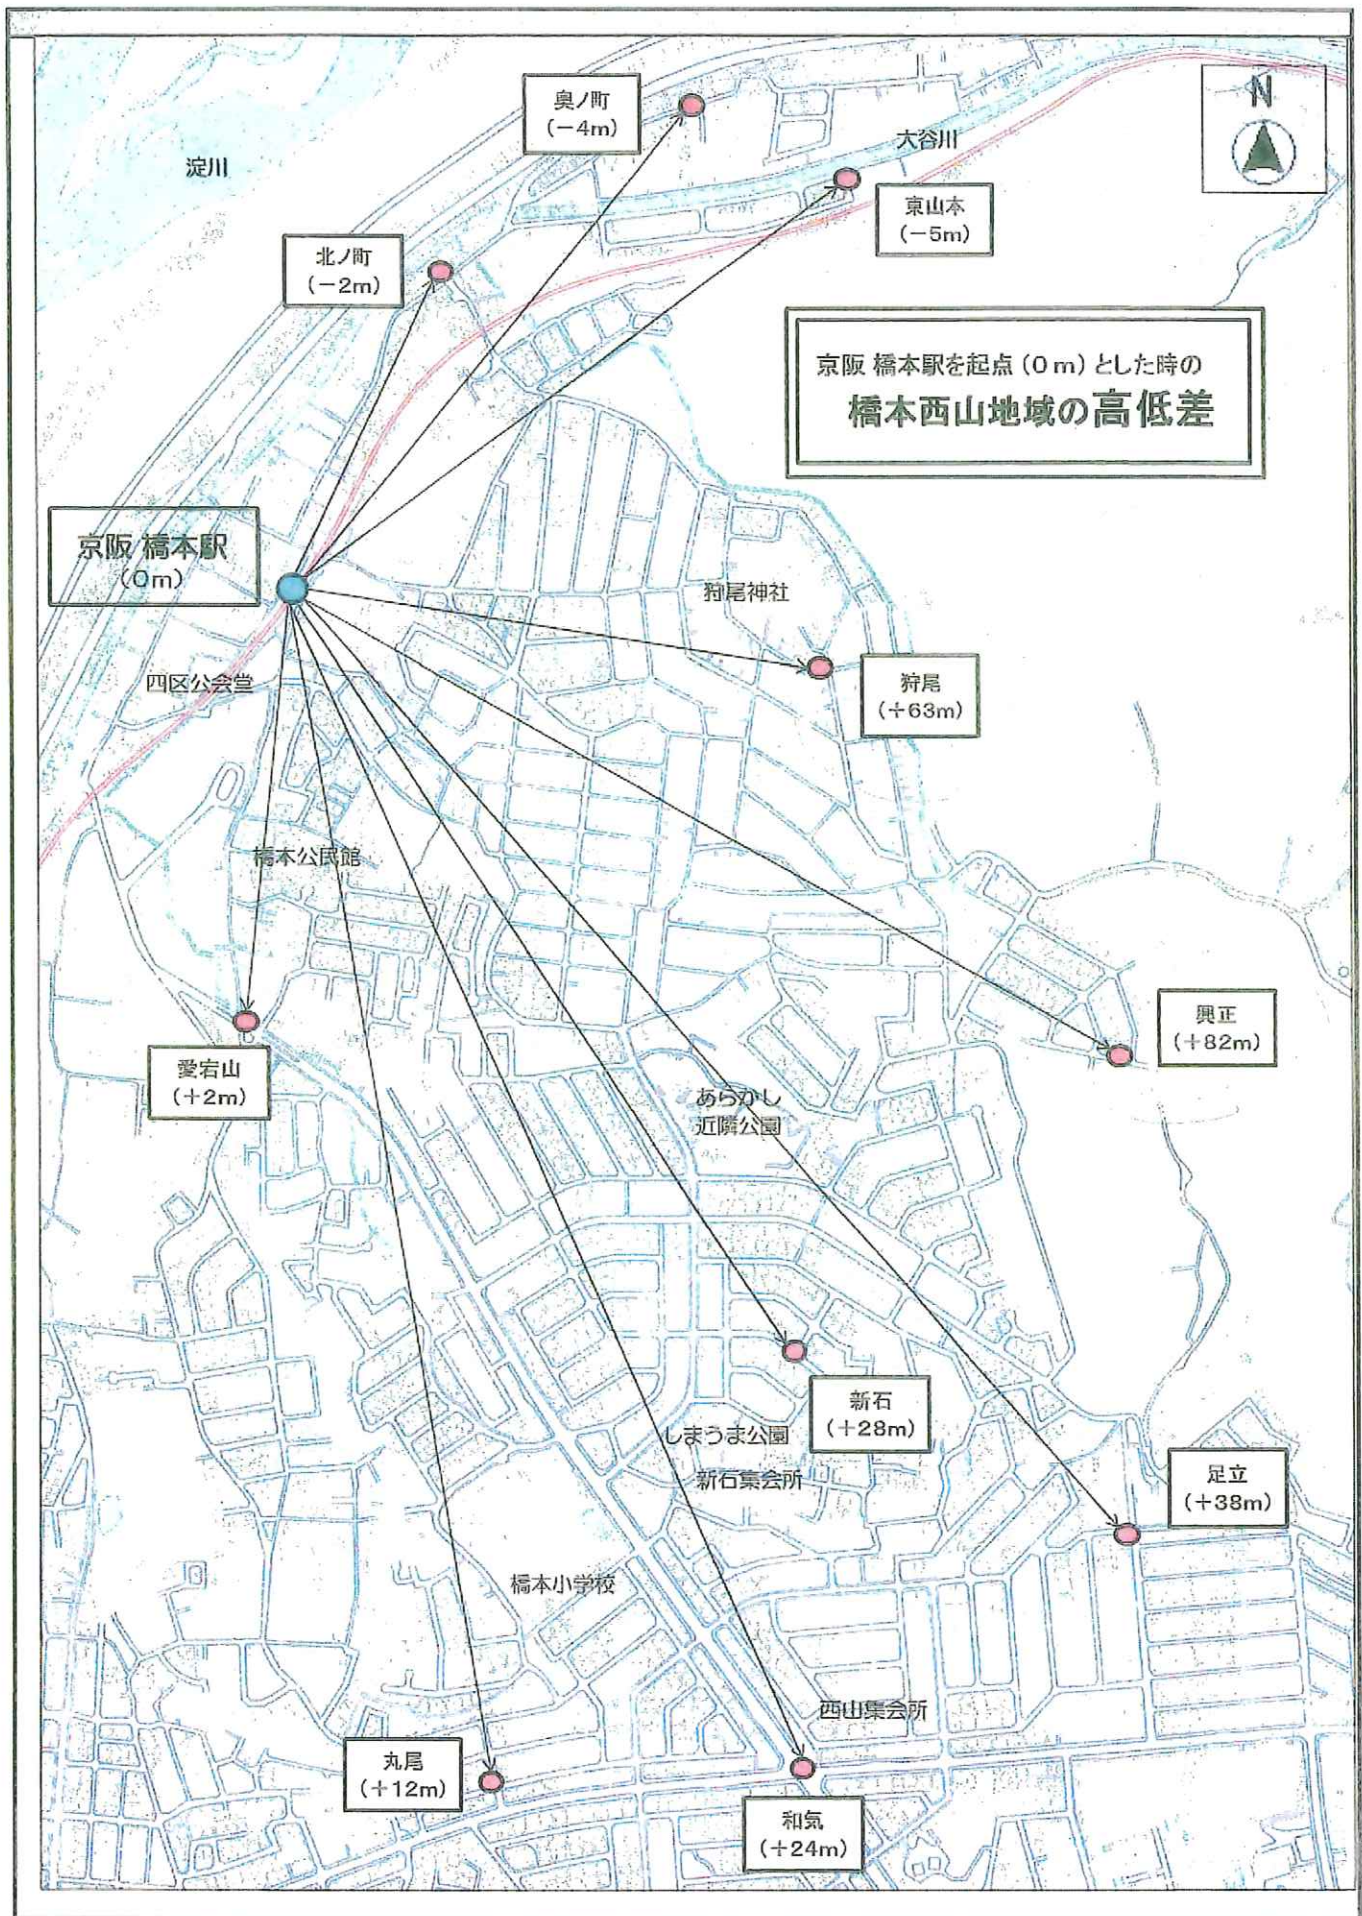 奥ノ町
(-4m)
N
大谷川
淀川
東山本
(-5m)
北ノ町
(-2m)
京阪 橋本駅を起点(0m)とした時の
橋本西山地域の高低差
京阪 橋本駅
(0m)
狩尾神社
狩尾
(+63m)
四区公会堂
橋本公民館
興正
(+82m)
愛宕山
(+2m)
あらかし
近隣公園
新石
(+28m)
しまうま公園
新石集会所
足立
(+38m)
橋本小学校
西山集会所
丸尾
(+12m)
和気
(+24m)